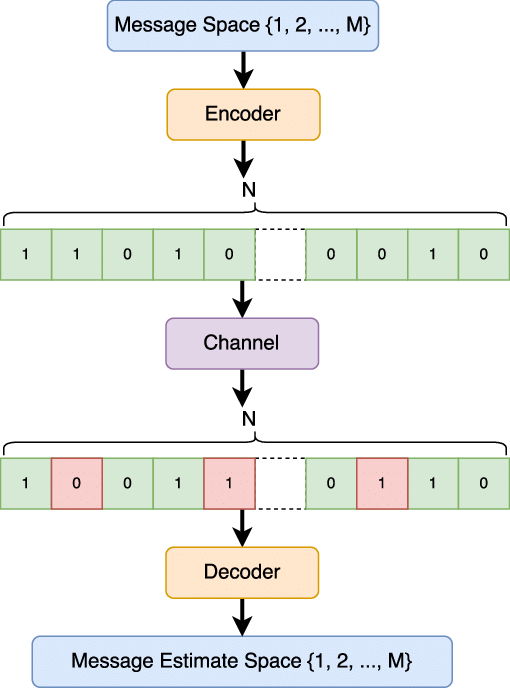 Message Space {1, 2, ..., M}
Encoder
N
1 1 0 1 0 0 0 1 0
Channel
N
1 0 0 1 1 0 1 1 0
Decoder
Message Estimate Space {1, 2, ..., M}